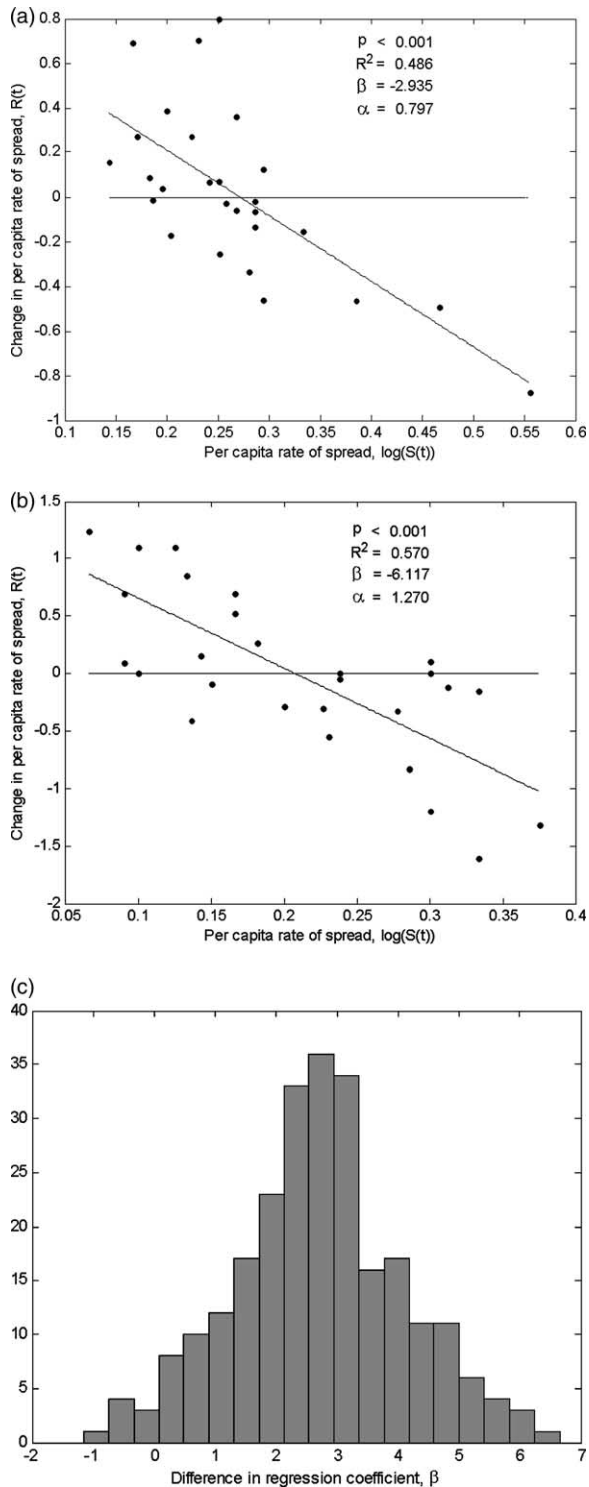 (a)
0.8
0.6
0.4
0.2
0
-0.2
-0.4
-0.6
-0.8
-1
Change in per capita rate of spread, R(t)
p < 0.001
R² = 0.486
β = -2.935
α = 0.797
0.1 0.15 0.2 0.25 0.3 0.35 0.4 0.45 0.5 0.55 0.6
Per capita rate of spread, log(S(t))
(b)
1.5
1
0.5
0
-0.5
-1
-1.5
-2
Change in per capita rate of spread, R(t)
p < 0.001
R² = 0.570
β = -6.117
α = 1.270
0.05 0.1 0.15 0.2 0.25 0.3 0.35 0.4
Per capita rate of spread, log(S(t))
(c)
40
35
30
25
20
15
10
5
0
-2 -1 0 1 2 3 4 5 6 7
Difference in regression coefficient, β